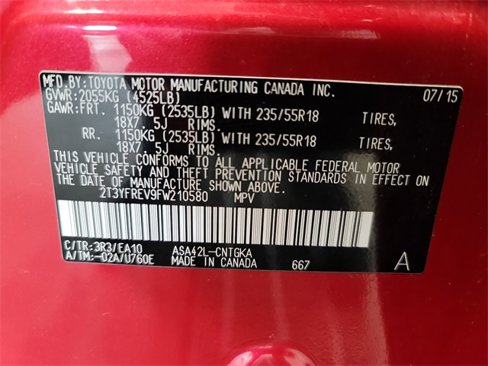 MFD BY:TOYOTA MOTOR MANUFACTURING CANADA INC. 07/15
GVWR:2055KG (4525LB)
GAWR:FRT. 1150KG (2535LB) WITH 235/55R18 TIRES,
18X7 5J RIMS.
RR. 1150KG (2535LB) WITH 235/55R18 TIRES,
18X7 5J RIMS.
THIS VEHICLE CONFORMS TO ALL APPLICABLE FEDERAL MOTOR
VEHICLE SAFETY AND THEFT PREVENTION STANDARDS IN EFFECT
ON THE DATE OF MANUFACTURE SHOWN ABOVE.
2T3YFREV9FW210580 MPV
C/TR:3R3/EA10 ASA42L-CNTGKA
A/TM:-02A/U760E MADE IN CANADA 667 A